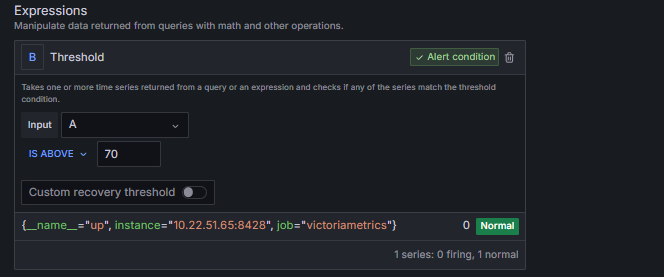 Expressions
Manipulate data returned from queries with math and other operations.
B Threshold ✓ Alert condition
Takes one or more time series returned from a query or an expression and checks if any of the series match the threshold
condition.
Input A
IS ABOVE 70
Custom recovery threshold
{__name__="up", instance="10.22.51.65:8428", job="victoriametrics"} 0 Normal
1 series: 0 firing, 1 normal